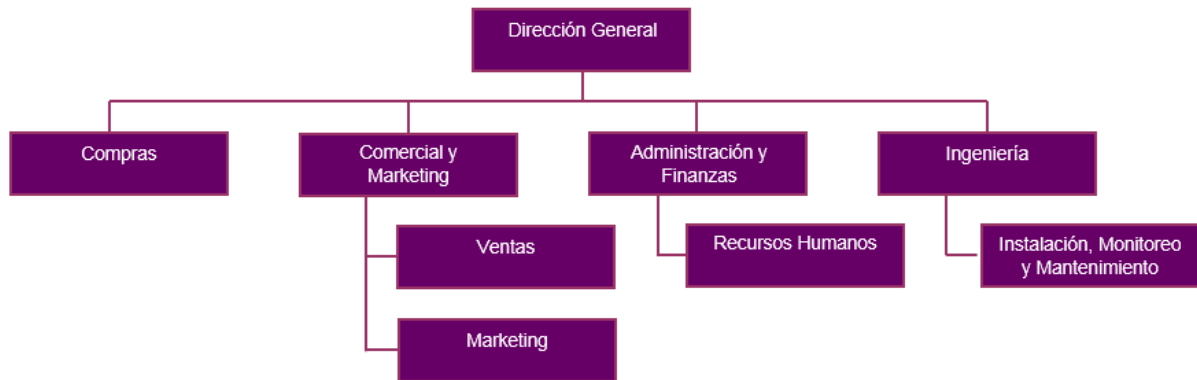 Dirección General
Compras
Comercial y
Marketing
Administración y
Finanzas
Ingeniería
Ventas
Recursos Humanos
Instalación, Monitoreo
y Mantenimiento
Marketing